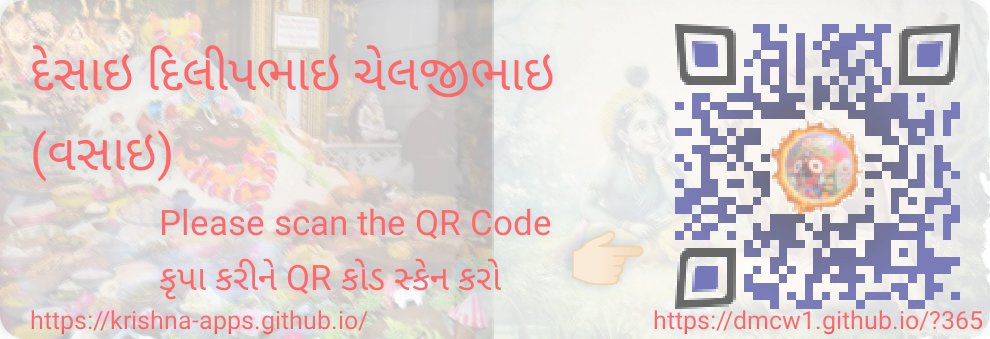 દેસાઇ દિલીપભાઇ ચેલજીભાઇ
(વસાઇ)
Please scan the QR Code
કૃપા કરીને QR કોડ સ્કેન કરો
https://krishna-apps.github.io/
https://dmcw1.github.io/?365